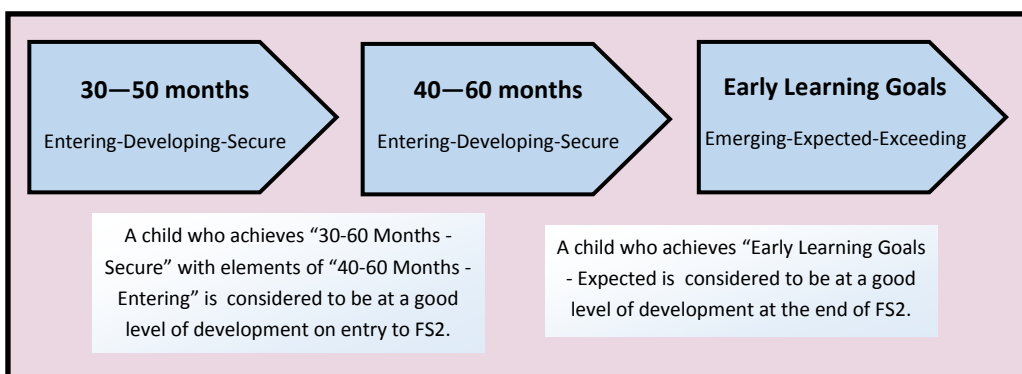 30—50 months
Entering-Developing-Secure
40—60 months
Entering-Developing-Secure
Early Learning Goals
Emerging-Expected-Exceeding
A child who achieves “30-60 Months -
Secure” with elements of “40-60 Months -
Entering” is  considered to be at a good
level of development on entry to FS2.
A child who achieves “Early Learning Goals
- Expected is  considered to be at a good
level of development at the end of FS2.